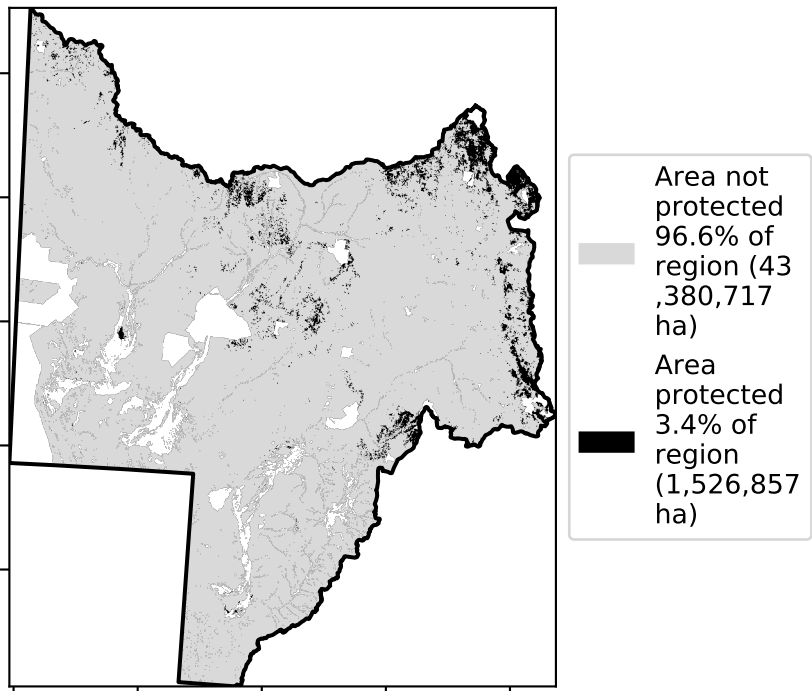 Area not
protected
96.6% of
region (43
,380,717
ha)
Area
protected
3.4% of
region
(1,526,857
ha)